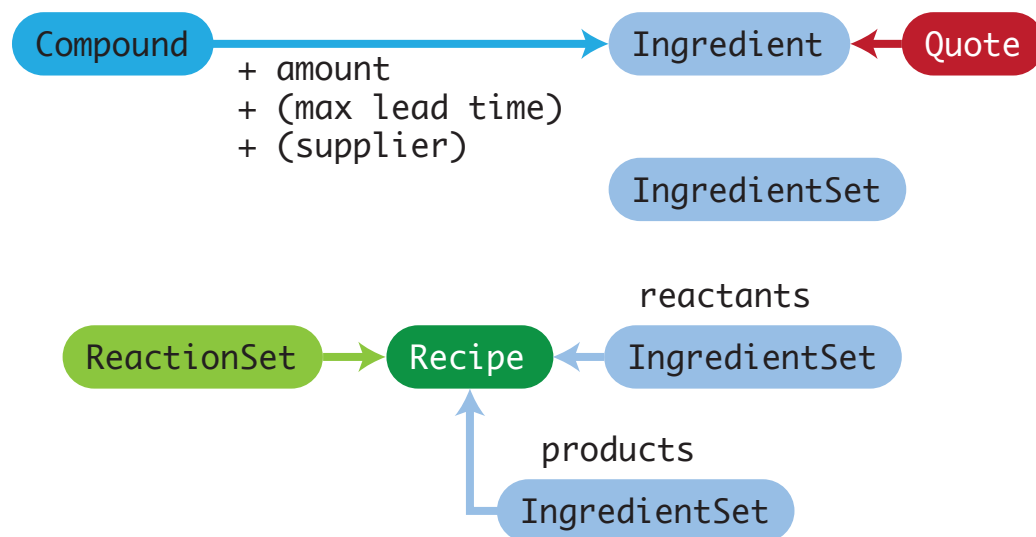 Compound
Ingredient
Quote
+ amount
+ (max lead time)
+ (supplier)
IngredientSet
reactants
ReactionSet
Recipe
IngredientSet
products
IngredientSet